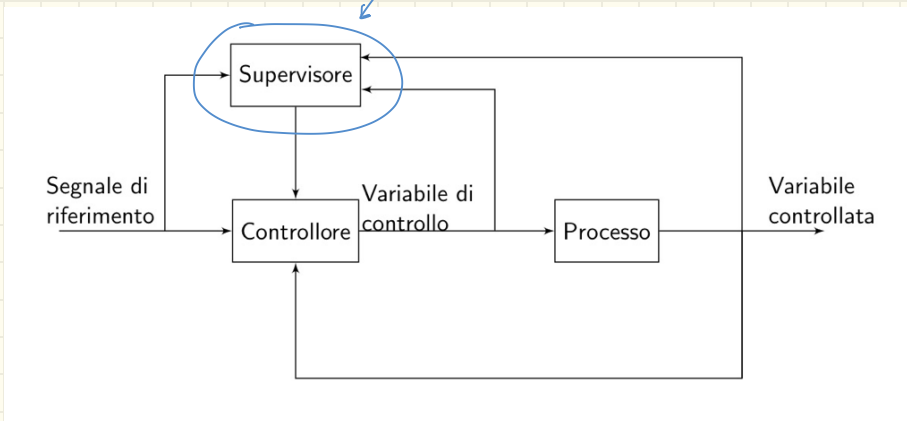 Supervisore
Segnale di
riferimento
Controllore
Variabile di
controllo
Processo
Variabile
controllata